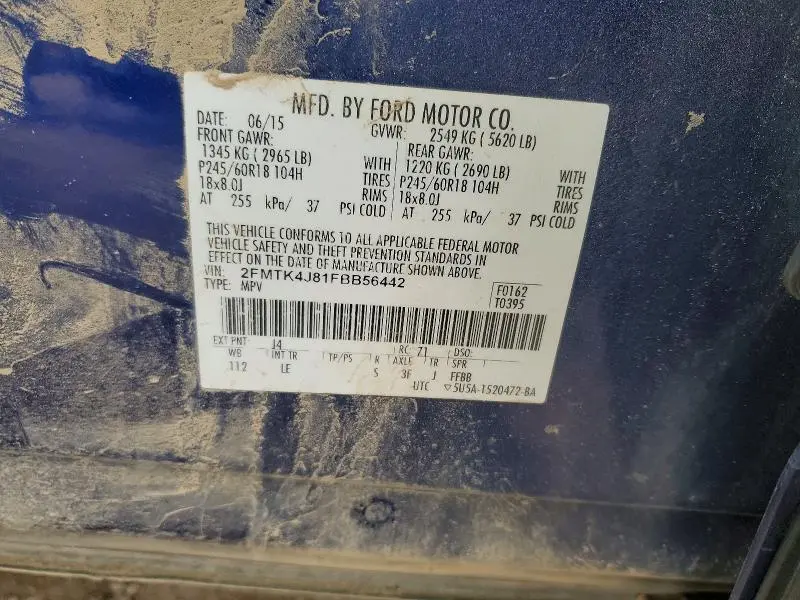 MFD. BY FORD MOTOR CO.
DATE: 06/15 GVWR: 2549 KG ( 5620 LB)
FRONT GAWR: REAR GAWR:
1345 KG ( 2965 LB) WITH 1220 KG ( 2690 LB) WITH
P245/60R18 104H TIRES P245/60R18 104H TIRES
18x8.0J RIMS 18x8.0J RIMS
AT 255 kPa/ 37 PSI COLD AT 255 kPa/ 37 PSI COLD
THIS VEHICLE CONFORMS TO ALL APPLICABLE FEDERAL MOTOR
VEHICLE SAFETY AND THEFT PREVENTION STANDARDS IN
EFFECT ON THE DATE OF MANUFACTURE SHOWN ABOVE.
VIN: 2FMTK4J81FBB56442 F0162
TYPE: MPV T0395
EXT PNT: J4 RC: 71 DSO:
WB INT TR TP/PS R AXLE TR SPR
112 LE S 3F J FFBB
UTC ▽5U5A-1520472-BA